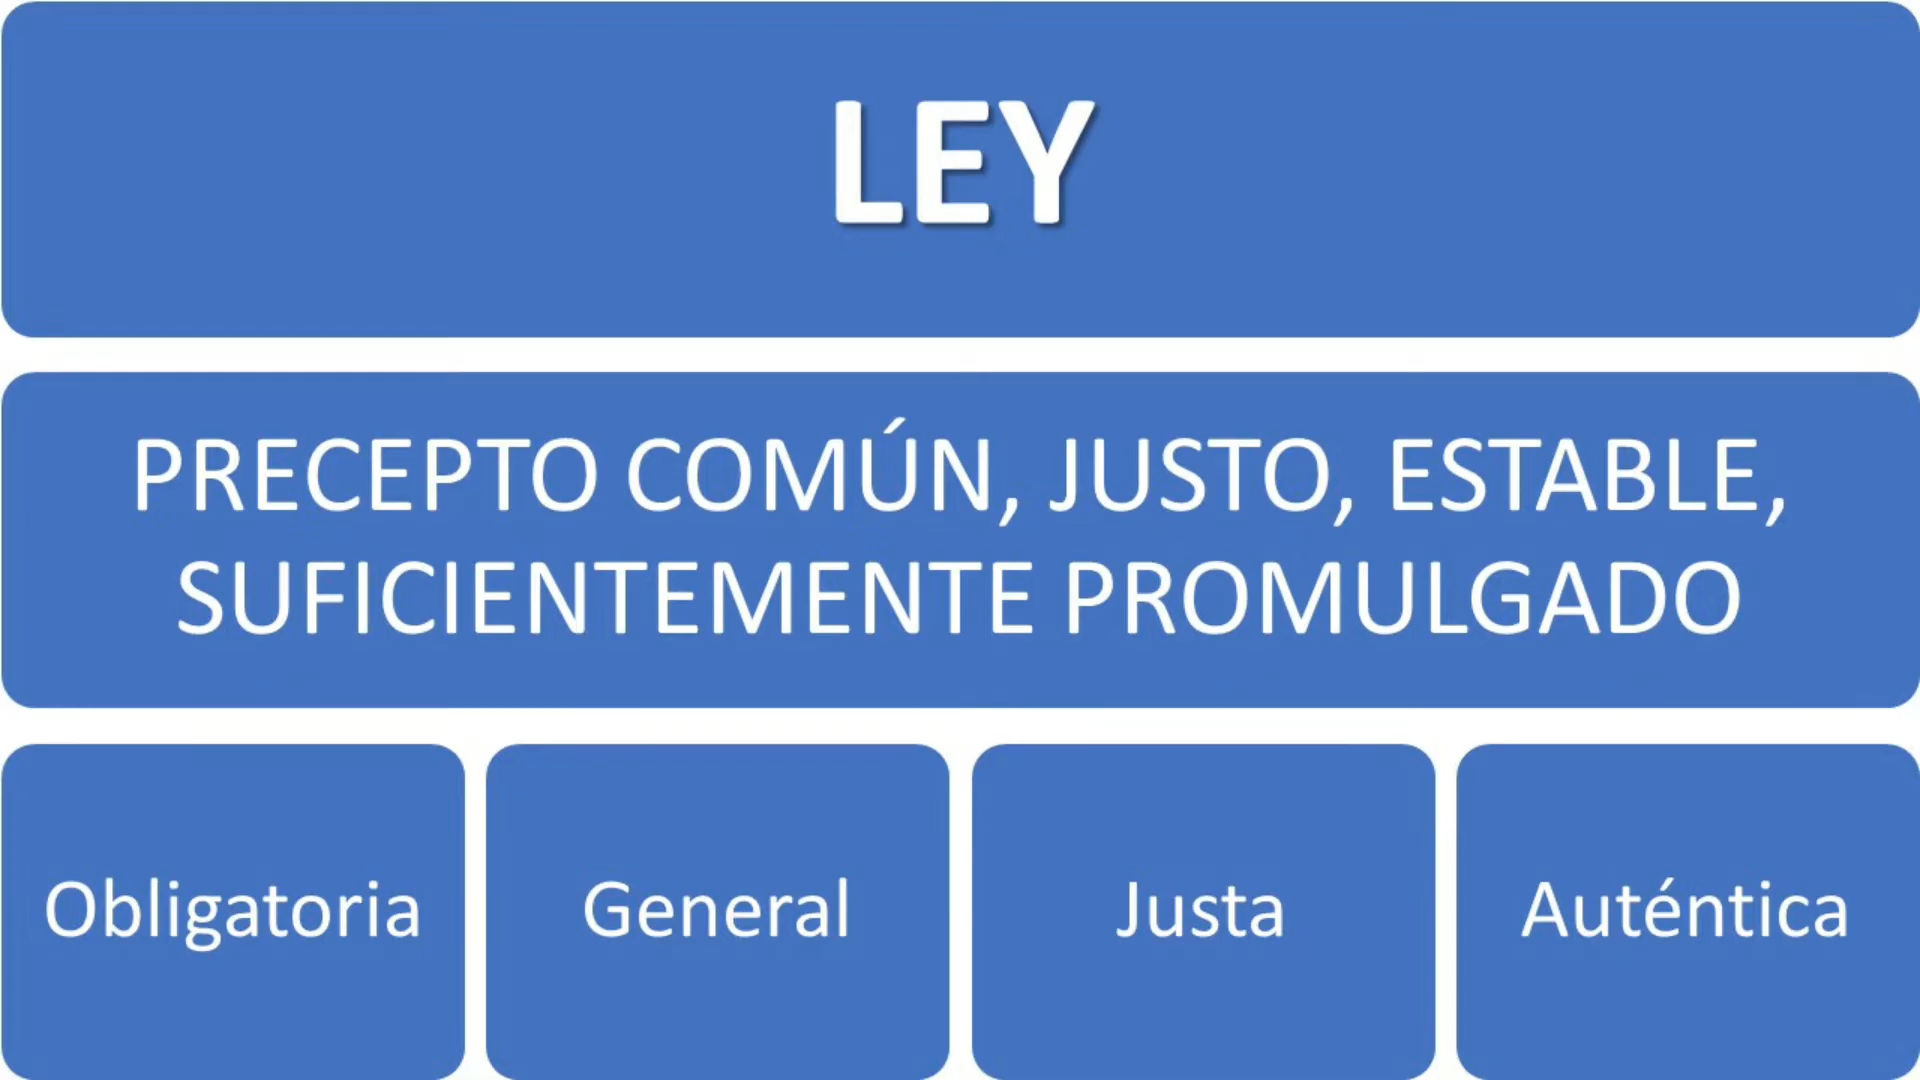 LEY
PRECEPTO COMÚN, JUSTO, ESTABLE,
SUFICIENTEMENTE PROMULGADO
Obligatoria
General
Justa
Auténtica